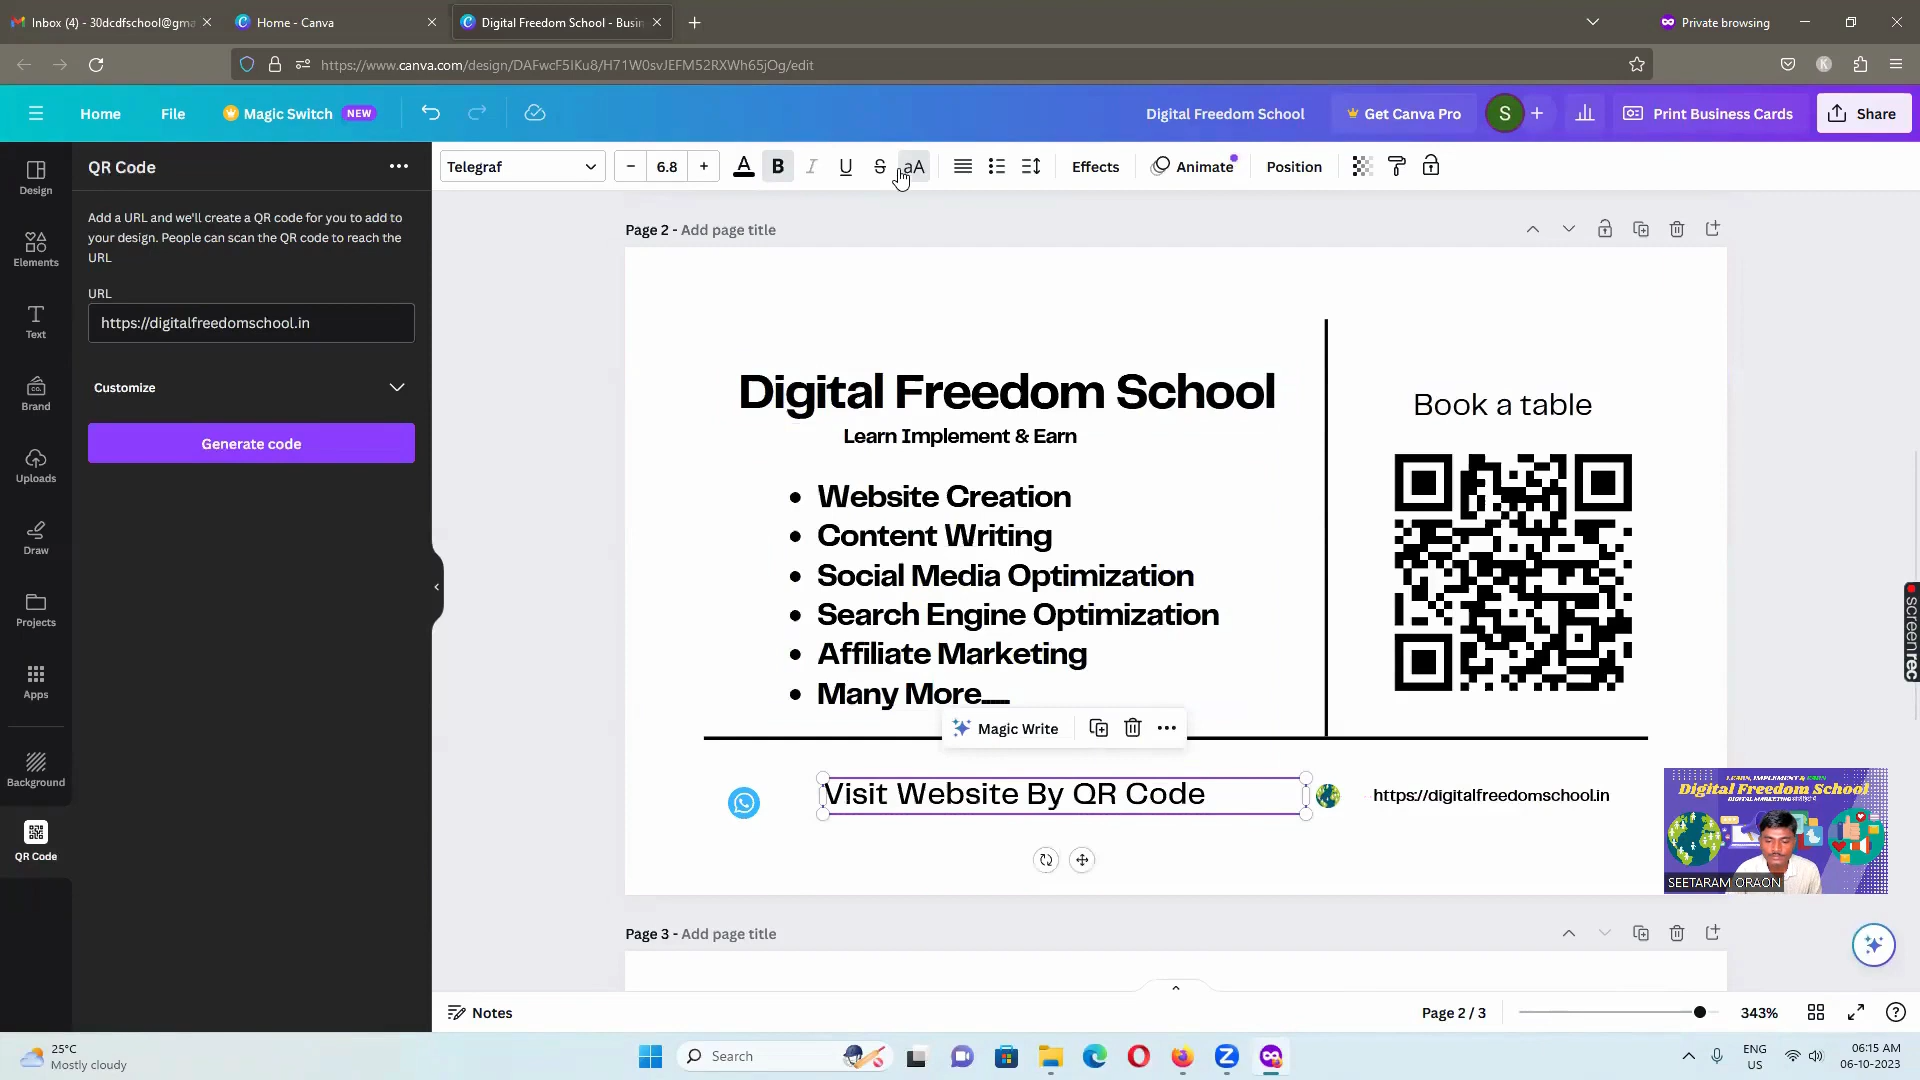 Inbox (4) - 30dcdfschool@gma
Home - Canva
Digital Freedom School - Busin
Private browsing
https://www.canva.com/design/DAFwcF5IKu8/H71W0svJEFM52RXWh65jOg/edit
Home
File
Magic Switch
NEW
Digital Freedom School
Get Canva Pro
S
Print Business Cards
Share
QR Code
Telegraf
6.8
A
B
I
U
S
aA
Effects
Animate
Position
Design
Elements
Text
Brand
Uploads
Draw
Projects
Apps
Background
QR Code
Add a URL and we'll create a QR code for you to add to
your design. People can scan the QR code to reach the
URL
URL
https://digitalfreedomschool.in
Customize
Generate code
Page 2 - Add page title
Digital Freedom School
Learn Implement & Earn
Website Creation
Content Writing
Social Media Optimization
Search Engine Optimization
Affiliate Marketing
Many More.....
Book a table
Magic Write
Visit Website By QR Code
https://digitalfreedomschool.in
LEARN, IMPLEMENT & EARN
Digital Freedom School
SEETARAM ORAON
screenrec
Page 3 - Add page title
Notes
Page 2 / 3
343%
25°C
Mostly cloudy
Search
ENG
US
06:15 AM
06-10-2023